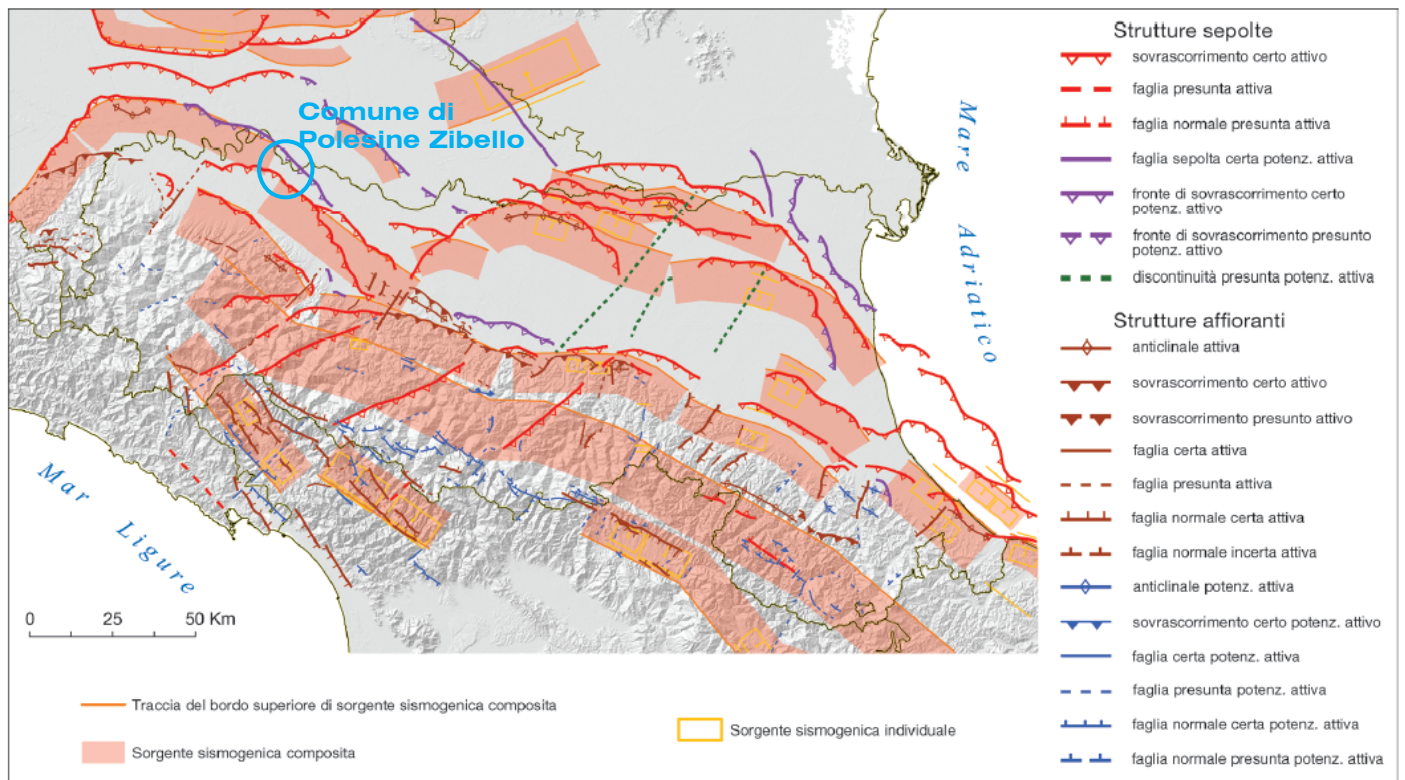 Comune di
Polesine Zibello
Mare Adriatico
Mar Ligure
0 25 50 Km
Traccia del bordo superiore di sorgente sismogenica composita
Sorgente sismogenica composita
Sorgente sismogenica individuale
Strutture sepolte
sovrascorrimento certo attivo
faglia presunta attiva
faglia normale presunta attiva
faglia sepolta certa potenz. attiva
fronte di sovrascorrimento certo
potenz. attivo
fronte di sovrascorrimento presunto
potenz. attivo
discontinuità presunta potenz. attiva
Strutture affioranti
anticlinale attiva
sovrascorrimento certo attivo
sovrascorrimento presunto attivo
faglia certa attiva
faglia presunta attiva
faglia normale certa attiva
faglia normale incerta attiva
anticlinale potenz. attiva
sovrascorrimento certo potenz. attivo
faglia certa potenz. attiva
faglia presunta potenz. attiva
faglia normale certa potenz. attiva
faglia normale presunta potenz. attiva